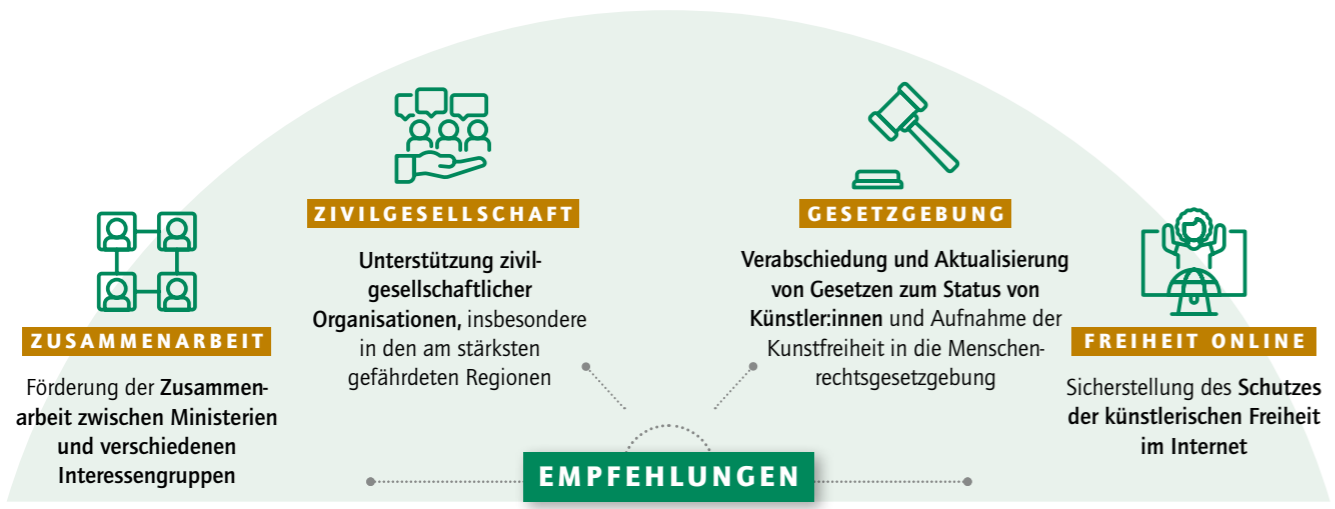 ZUSAMMENARBEIT
Förderung der Zusammen-
arbeit zwischen Ministerien
und verschiedenen
Interessengruppen
ZIVILGESELLSCHAFT
Unterstützung zivil-
gesellschaftlicher
Organisationen, insbesondere
in den am stärksten
gefährdeten Regionen
GESETZGEBUNG
Verabschiedung und Aktualisierung
von Gesetzen zum Status von
Künstler:innen und Aufnahme der
Kunstfreiheit in die Menschen-
rechtsgesetzgebung
FREIHEIT ONLINE
Sicherstellung des Schutzes
der künstlerischen Freiheit
im Internet
EMPFEHLUNGEN